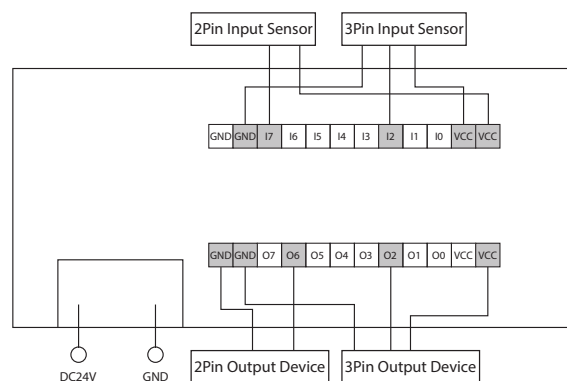 2Pin Input Sensor 3Pin Input Sensor
GND GND I7 I6 I5 I4 I3 I2 I1 I0 VCC VCC
GND GND O7 O6 O5 O4 O3 O2 O1 O0 VCC VCC
2Pin Output Device 3Pin Output Device
DC24V GND